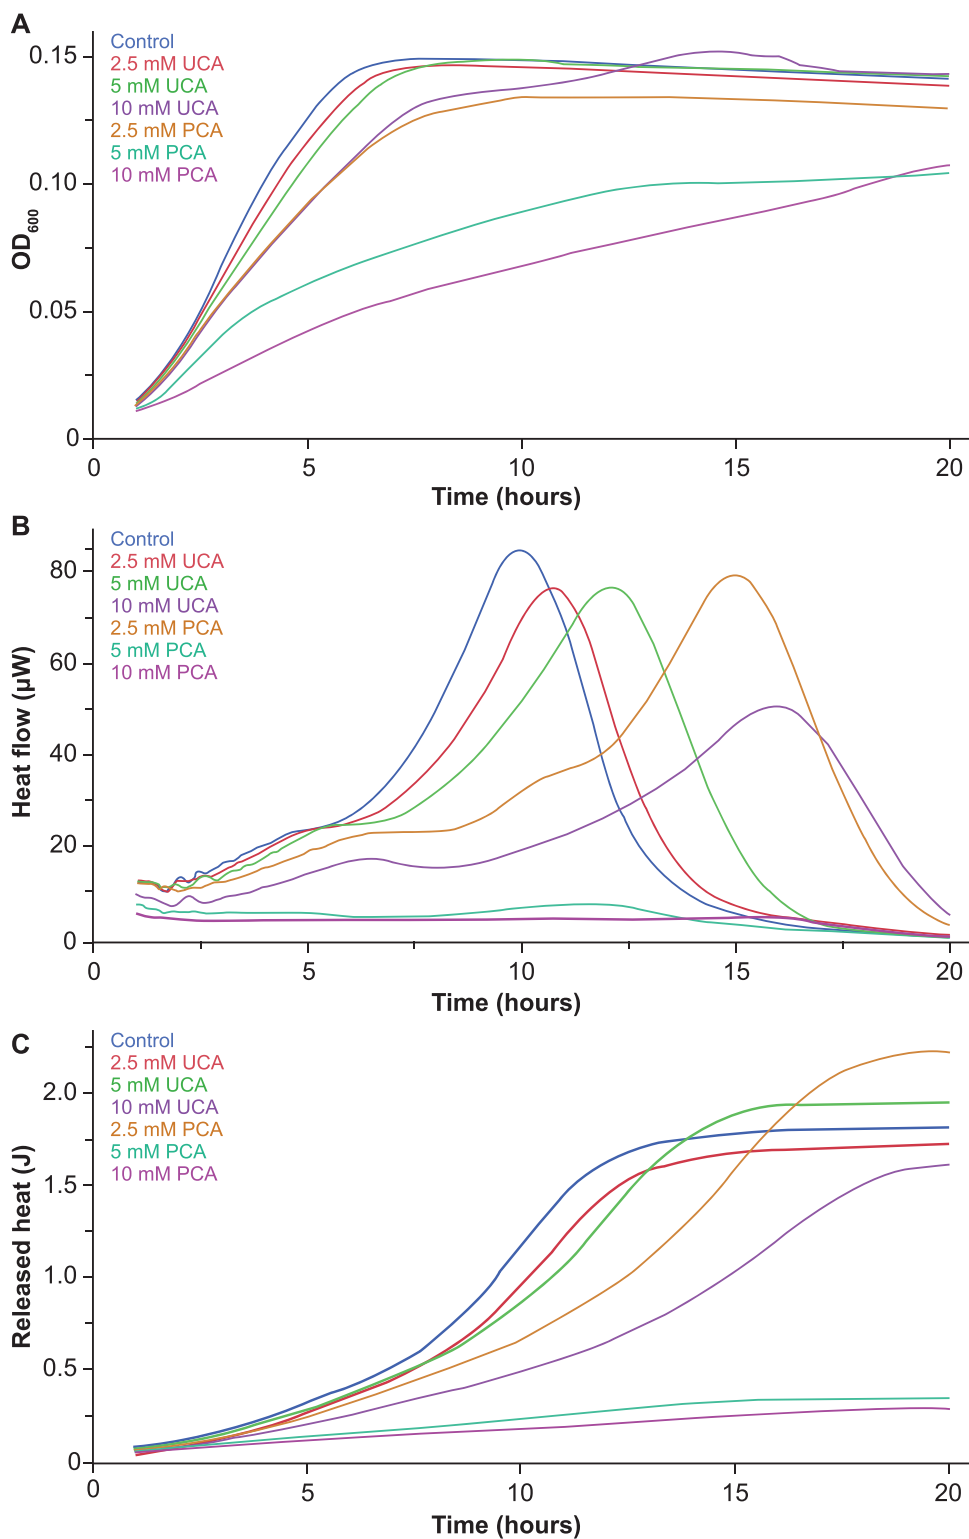 A
Control
2.5 mM UCA
5 mM UCA
10 mM UCA
2.5 mM PCA
5 mM PCA
10 mM PCA
0.15
0.10
0.05
0
OD600
0 5 10 15 20
Time (hours)
B
Control
2.5 mM UCA
5 mM UCA
10 mM UCA
2.5 mM PCA
5 mM PCA
10 mM PCA
80
60
40
20
0
Heat flow (µW)
0 5 10 15 20
Time (hours)
C
Control
2.5 mM UCA
5 mM UCA
10 mM UCA
2.5 mM PCA
5 mM PCA
10 mM PCA
2.0
1.5
1.0
0.5
0
Released heat (J)
0 5 10 15 20
Time (hours)